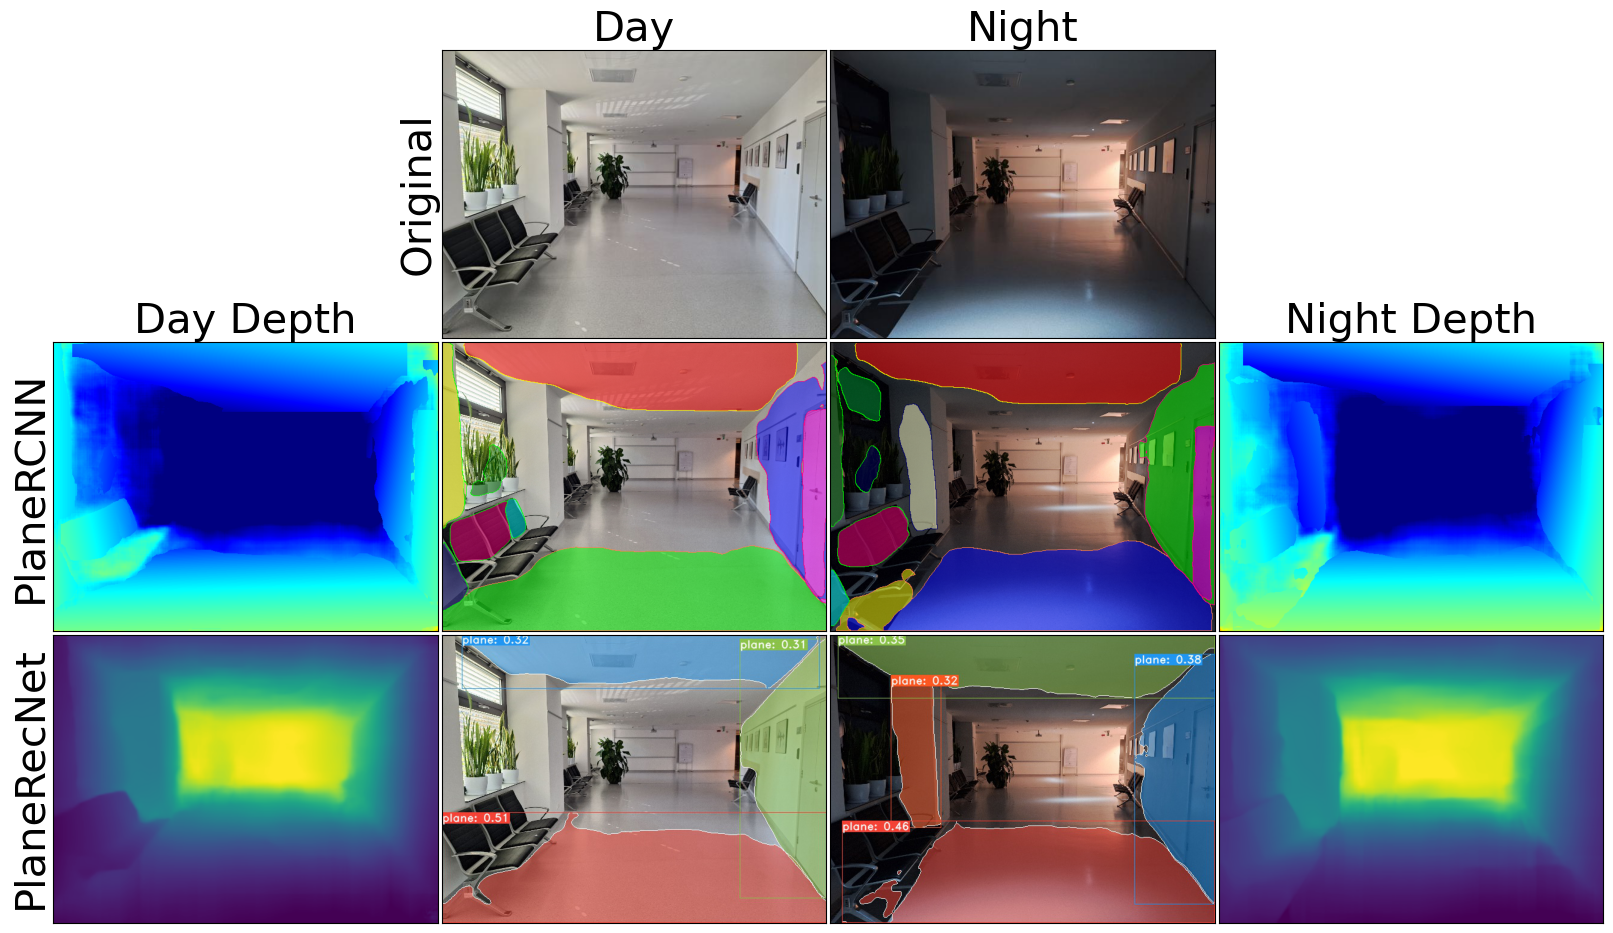 Day
Night
Original
Day Depth
Night Depth
PlaneRCNN
PlaneRecNet
plane: 0.32
plane: 0.31
plane: 0.51
plane: 0.35
plane: 0.38
plane: 0.32
plane: 0.46